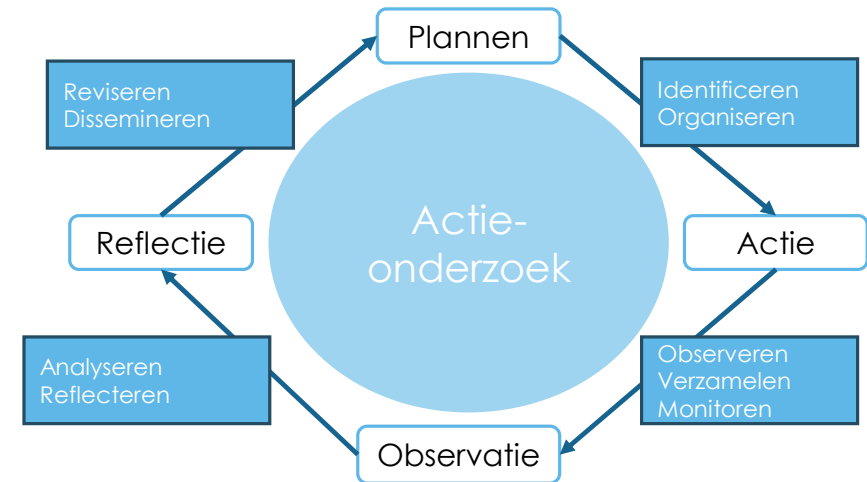 Plannen
Reviseren
Dissemineren
Identificeren
Organiseren
Actie-
onderzoek
Reflectie
Actie
Analyseren
Reflecteren
Observeren
Verzamelen
Monitoren
Observatie